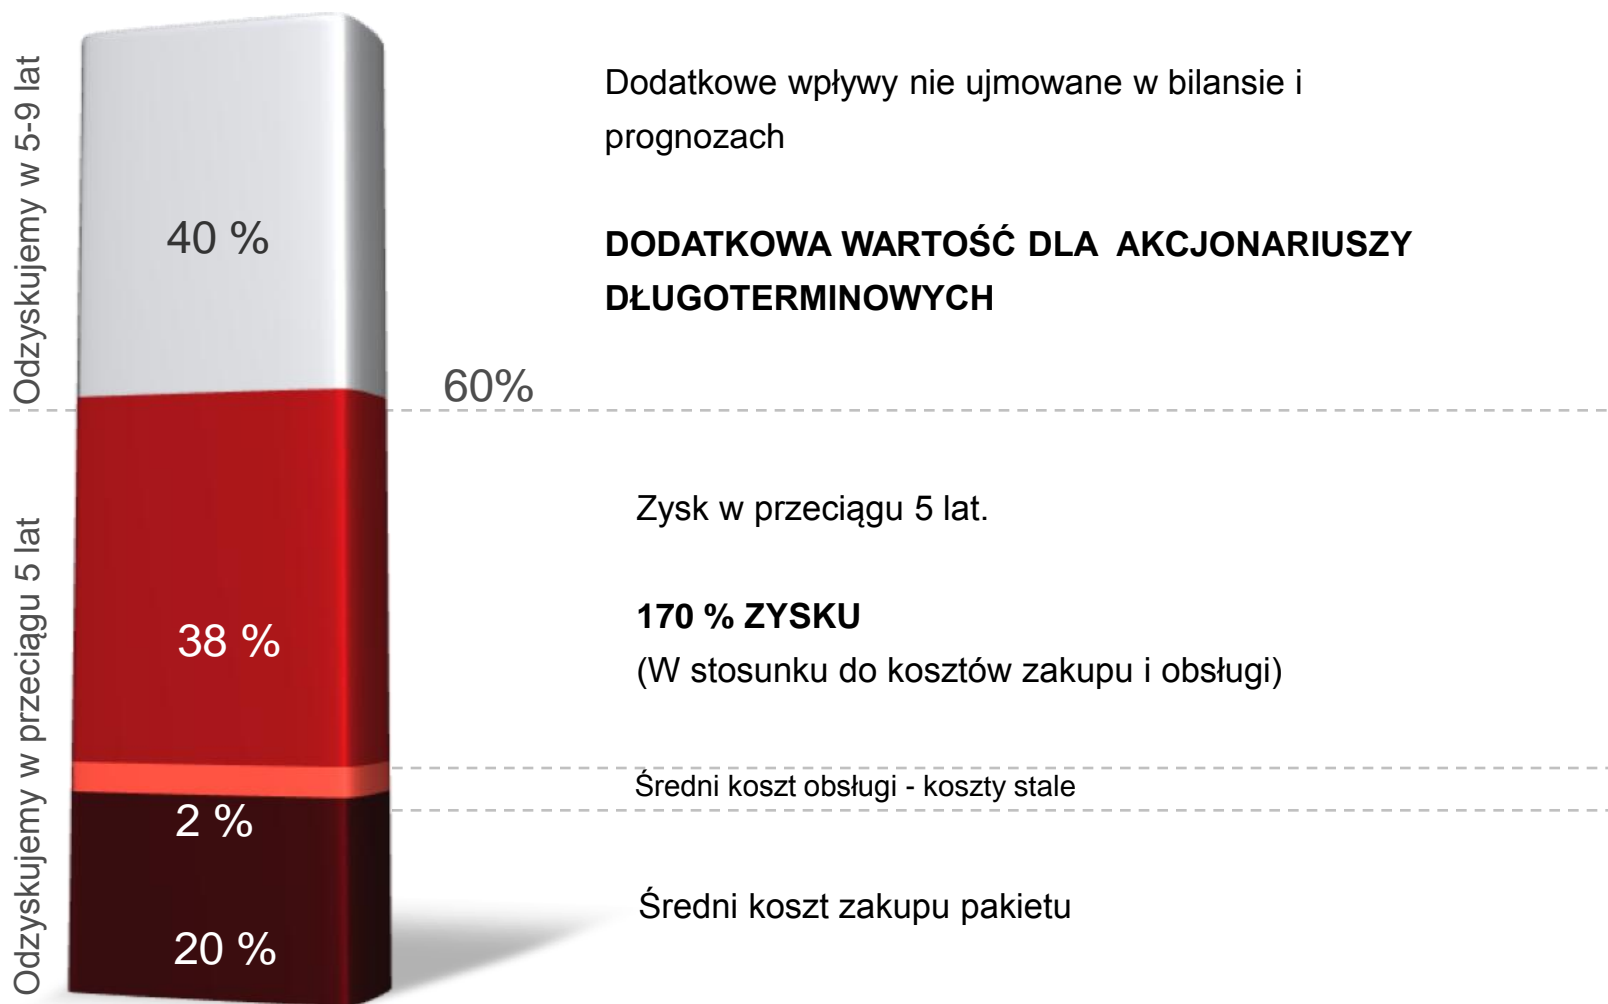 Odzyskujemy w 5-9 lat
40 %
Dodatkowe wpływy nie ujmowane w bilansie i
prognozach
DODATKOWA WARTOŚĆ DLA  AKCJONARIUSZY
DŁUGOTERMINOWYCH
60%
Odzyskujemy w przeciągu 5 lat
38 %
Zysk w przeciągu 5 lat.
170 % ZYSKU
(W stosunku do kosztów zakupu i obsługi)
Średni koszt obsługi - koszty stale
2 %
Średni koszt zakupu pakietu
20 %